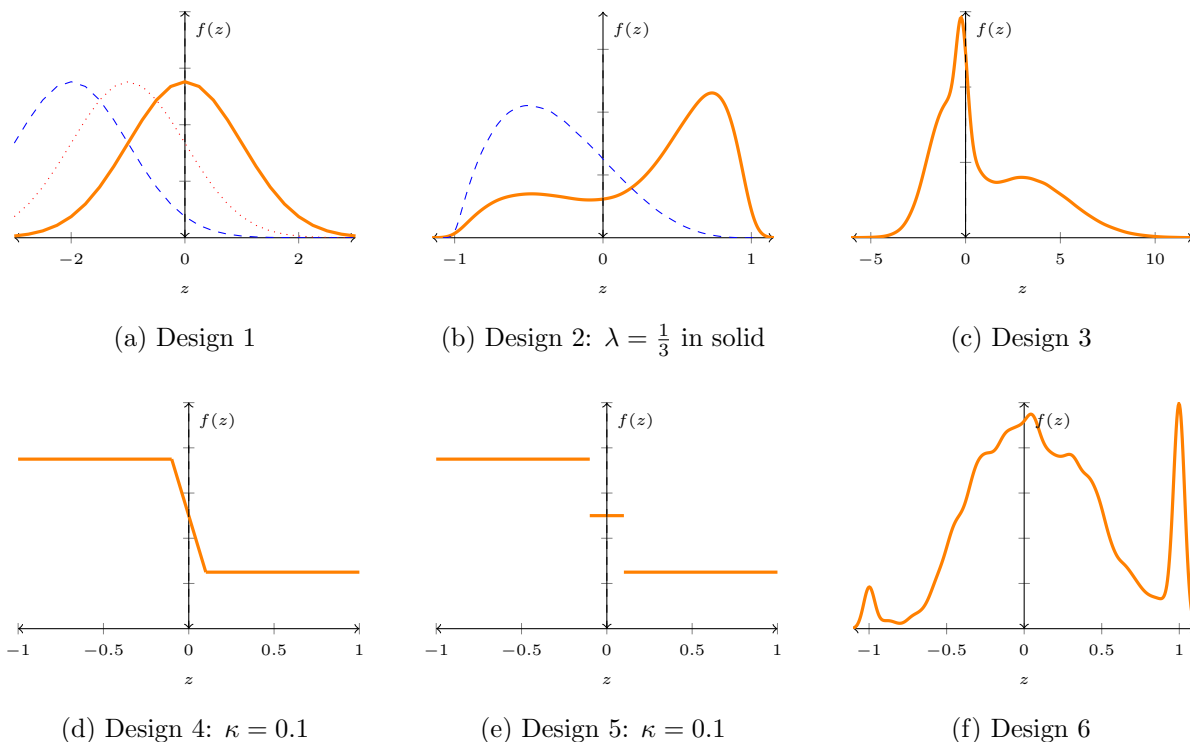 f(z) f(z) f(z)
−2 0 2 −1 0 1 −5 0 5 10
z z z
(a) Design 1 (b) Design 2: λ = 1/3 in solid (c) Design 3
f(z) f(z) f(z)
−1 −0.5 0 0.5 1 −1 −0.5 0 0.5 1 −1 −0.5 0 0.5 1
z z z
(d) Design 4: κ = 0.1 (e) Design 5: κ = 0.1 (f) Design 6